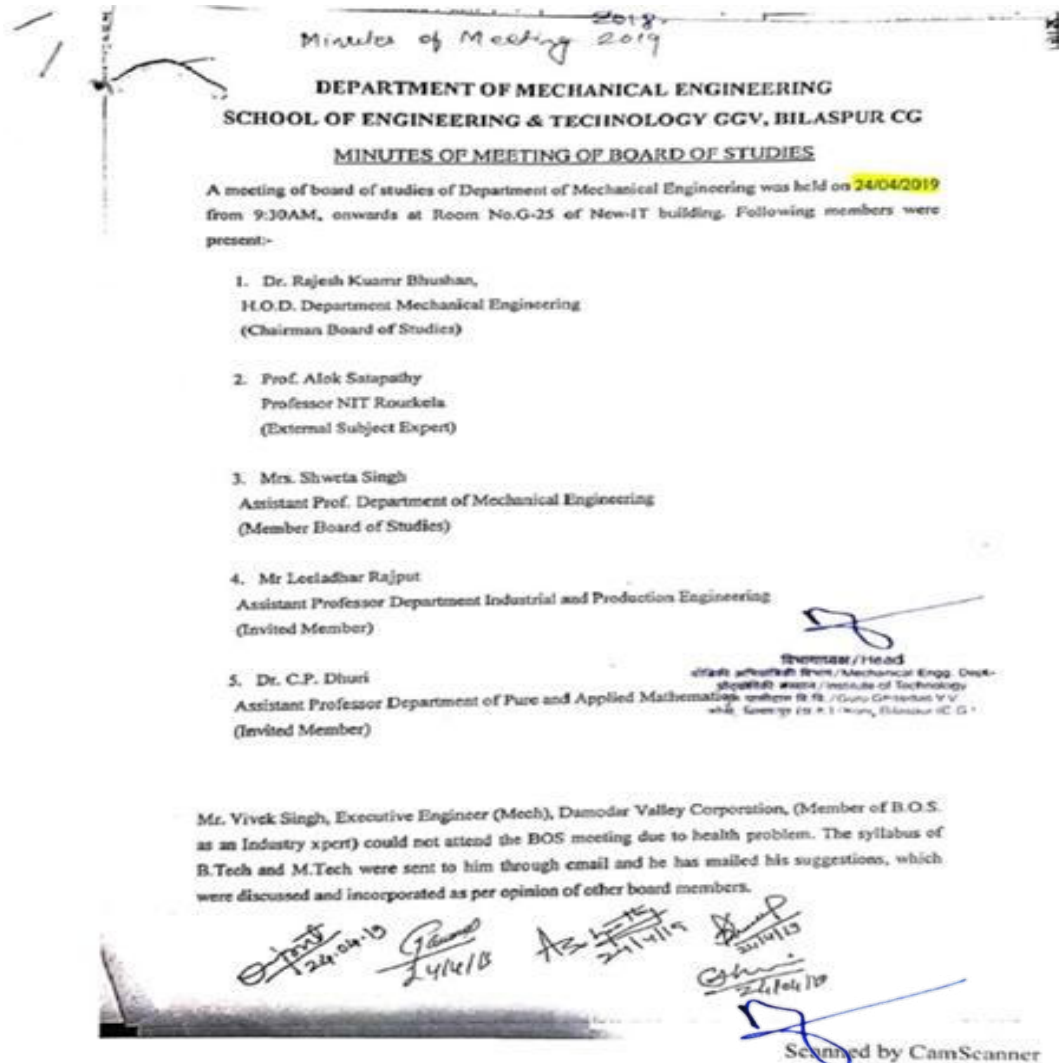 2018-
Minutes of Meeting 2019
DEPARTMENT OF MECHANICAL ENGINEERING
SCHOOL OF ENGINEERING & TECHNOLOGY GGV, BILASPUR CG
MINUTES OF MEETING OF BOARD OF STUDIES
A meeting of board of studies of Department of Mechanical Engineering was held on 24/04/2019
from 9:30AM, onwards at Room No.G-25 of New-IT building. Following members were
present:-
1. Dr. Rajesh Kuamr Bhushan,
H.O.D. Department Mechanical Engineering
(Chairman Board of Studies)
2. Prof. Alok Satapathy
Professor NIT Rourkela
(External Subject Expert)
3. Mrs. Shweta Singh
Assistant Prof. Department of Mechanical Engineering
(Member Board of Studies)
4. Mr Leeladhar Rajput
Assistant Professor Department Industrial and Production Engineering
(Invited Member)
विभागाध्यक्ष/Head
/Mechanical Engg. Dept.
/Institute of Technology
5. Dr. C.P. Dhuri
Assistant Professor Department of Pure and Applied Mathematics
(Invited Member)
Mr. Vivek Singh, Executive Engineer (Mech), Damodar Valley Corporation, (Member of B.O.S.
as an Industry xpert) could not attend the BOS meeting due to health problem. The syllabus of
B.Tech and M.Tech were sent to him through email and he has mailed his suggestions, which
were discussed and incorporated as per opinion of other board members.
24.04.19
24/4/19
24/4/19
24/04/19
Scanned by CamScanner